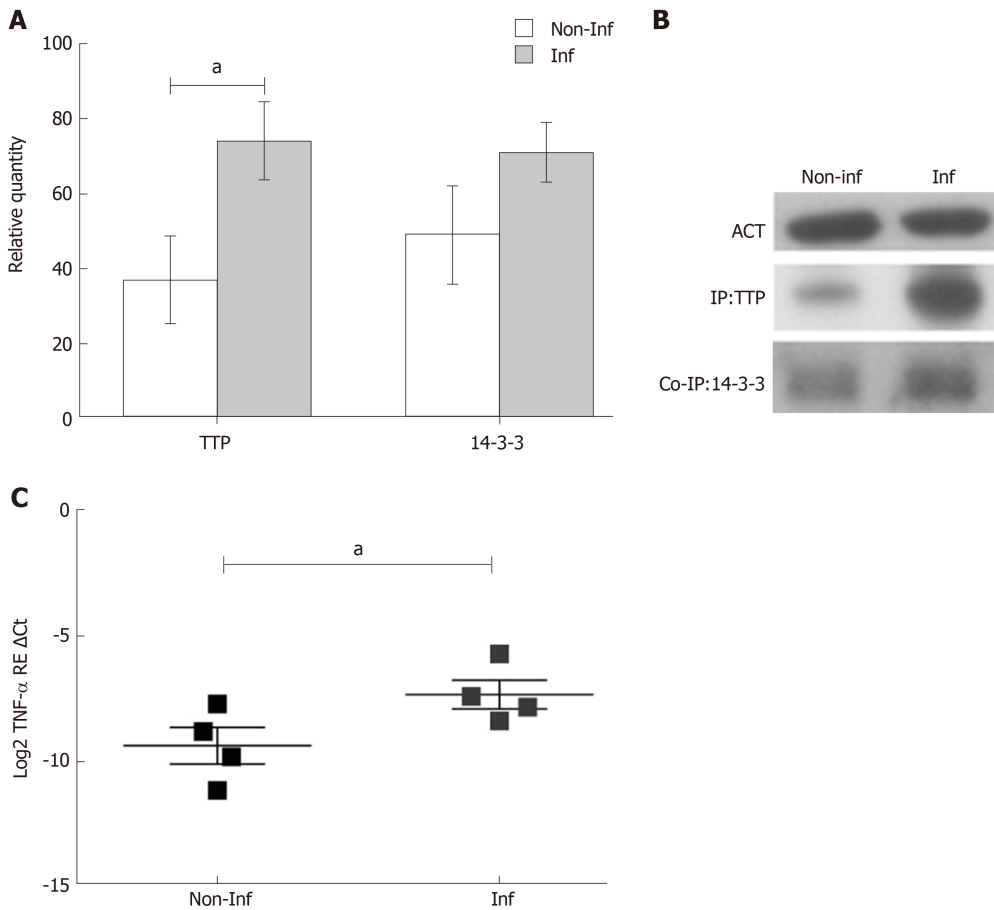 A
Non-Inf
Inf
100
80
60
40
20
0
Relative quantity
a
TTP
14-3-3
B
Non-inf
Inf
ACT
IP:TTP
Co-IP:14-3-3
C
0
-5
-10
-15
Log2 TNF-α RE ΔCt
a
Non-Inf
Inf